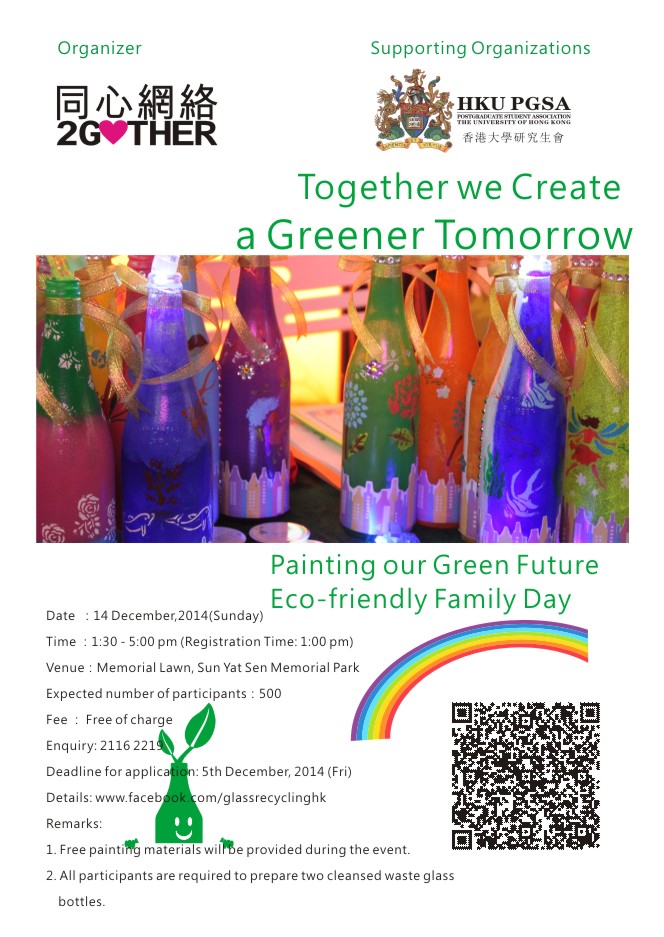 Organizer
Supporting Organizations
同心網絡
2G THER
HKU PGSA
POSTGRADUATE STUDENT ASSOCIATION
THE UNIVERSITY OF HONG KONG
香港大學研究生會
SAPIENTIA ET VIRTUS
Together we Create
a Greener Tomorrow
Painting our Green Future
Eco-friendly Family Day
Date : 14 December,2014(Sunday)
Time : 1:30 - 5:00 pm (Registration Time: 1:00 pm)
Venue : Memorial Lawn, Sun Yat Sen Memorial Park
Expected number of participants : 500
Fee : Free of charge
Enquiry: 2116 2219
Deadline for application: 5th December, 2014 (Fri)
Details: www.facebook.com/glassrecyclinghk
Remarks:
1. Free painting materials will be provided during the event.
2. All participants are required to prepare two cleansed waste glass
bottles.